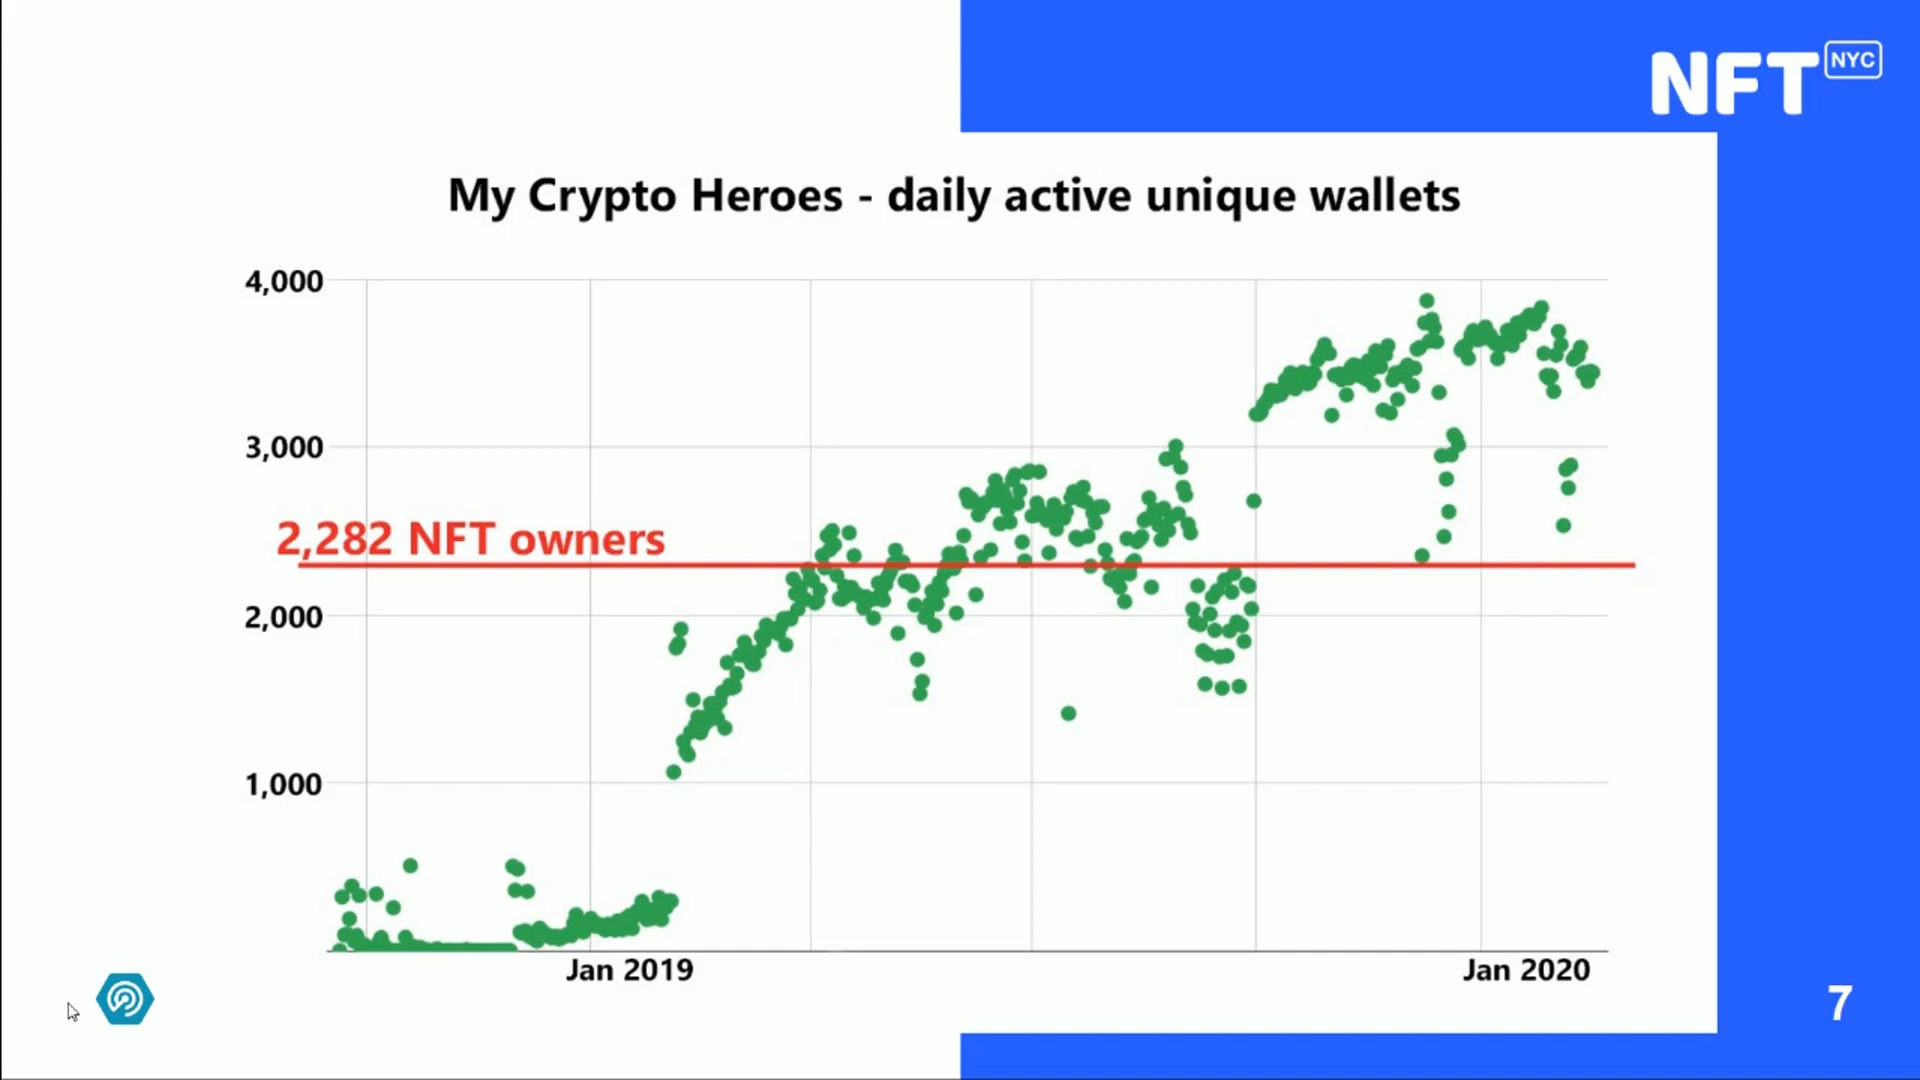 NFT NYC
My Crypto Heroes - daily active unique wallets
4,000
3,000
2,282 NFT owners
2,000
1,000
Jan 2019
Jan 2020
7